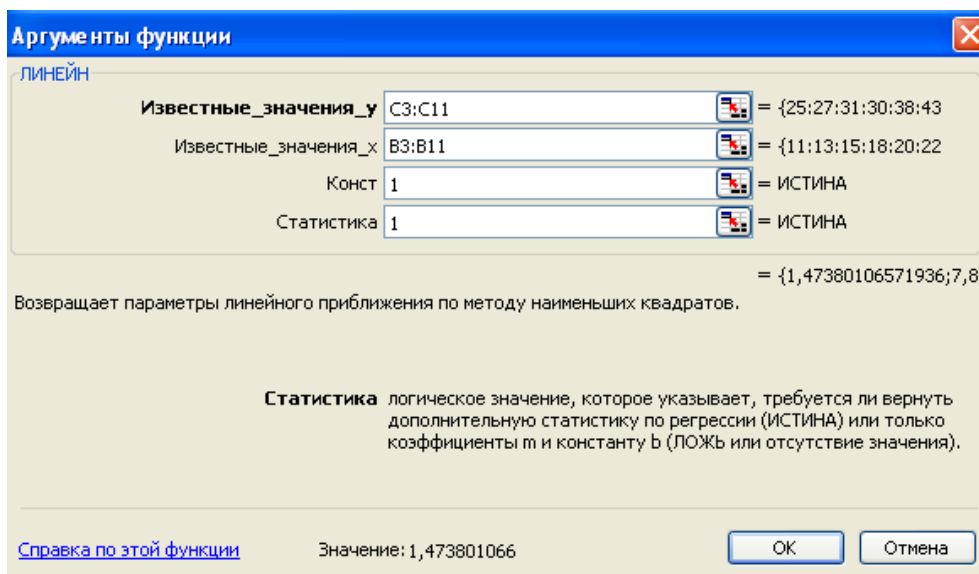 Аргументы функции
ЛИНЕЙН
Известные_значения_y C3:C11 = {25:27:31:30:38:43
Известные_значения_x B3:B11 = {11:13:15:18:20:22
Конст 1 = ИСТИНА
Статистика 1 = ИСТИНА
= {1,47380106571936;7,8
Возвращает параметры линейного приближения по методу наименьших квадратов.
Статистика логическое значение, которое указывает, требуется ли вернуть
дополнительную статистику по регрессии (ИСТИНА) или только
коэффициенты m и константу b (ЛОЖЬ или отсутствие значения).
Справка по этой функции Значение: 1,473801066 OK Отмена